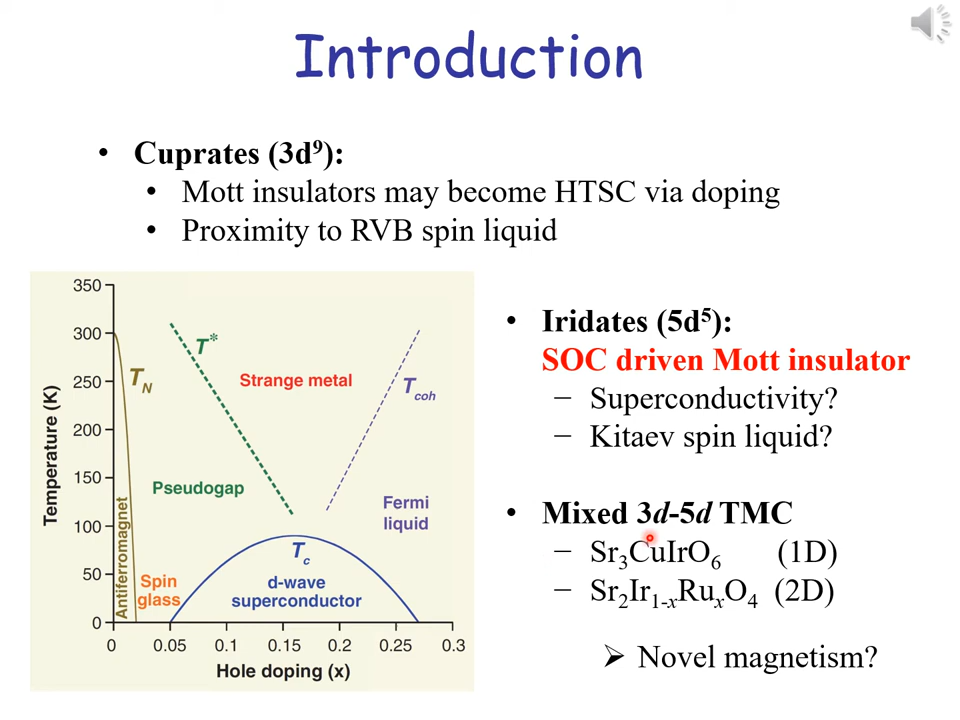 Introduction
• Cuprates (3d⁹):
• Mott insulators may become HTSC via doping
• Proximity to RVB spin liquid
350
300
250
200
150
100
50
0
Temperature (K)
T*
T_N
Strange metal
T_coh
Pseudogap
Fermi
liquid
Antiferromagnet
Spin
glass
T_c
d-wave
superconductor
0 0.05 0.1 0.15 0.2 0.25 0.3
Hole doping (x)
• Iridates (5d⁵):
SOC driven Mott insulator
– Superconductivity?
– Kitaev spin liquid?
• Mixed 3d-5d TMC
– Sr₃CuIrO₆ (1D)
– Sr₂Ir₁₋ₓRuₓO₄ (2D)
➢ Novel magnetism?